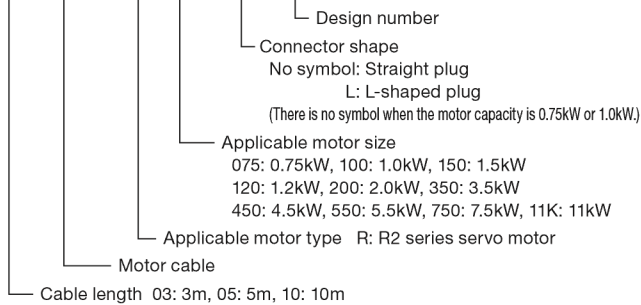 Design number
Connector shape
No symbol: Straight plug
L: L-shaped plug
(There is no symbol when the motor capacity is 0.75kW or 1.0kW.)
Applicable motor size
075: 0.75kW, 100: 1.0kW, 150: 1.5kW
120: 1.2kW, 200: 2.0kW, 350: 3.5kW
450: 4.5kW, 550: 5.5kW, 750: 7.5kW, 11K: 11kW
Applicable motor type R: R2 series servo motor
Motor cable
Cable length 03: 3m, 05: 5m, 10: 10m